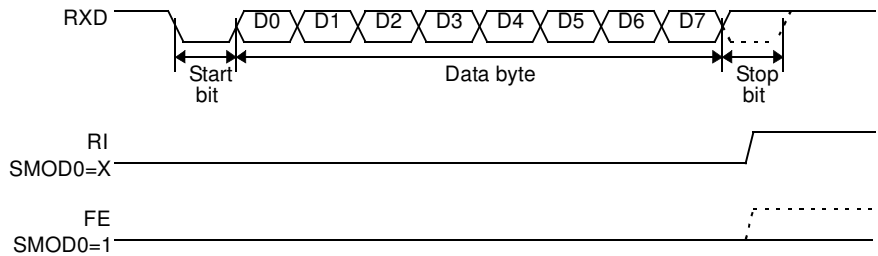 RXD
D0 D1 D2 D3 D4 D5 D6 D7
Start
bit
Data byte
Stop
bit
RI
SMOD0=X
FE
SMOD0=1